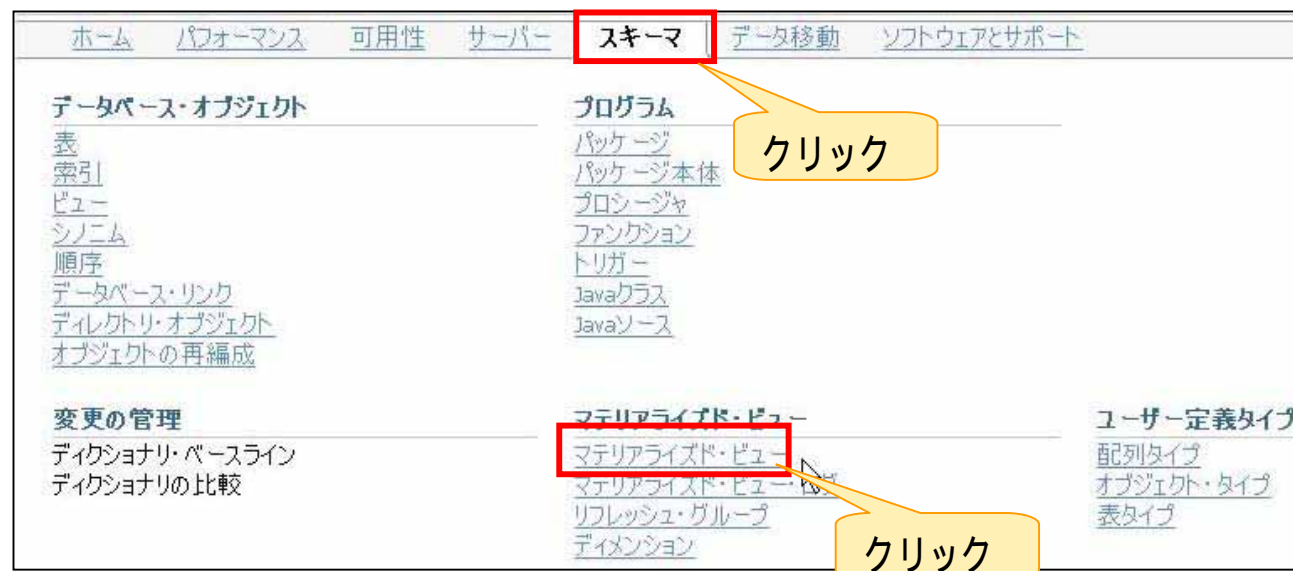 ホーム パフォーマンス 可用性 サーバー スキーマ データ移動 ソフトウェアとサポート
データベース・オブジェクト
表
索引
ビュー
シノニム
順序
データベース・リンク
ディレクトリ・オブジェクト
オブジェクトの再編成
プログラム
パッケージ
パッケージ本体
プロシージャ
ファンクション
トリガー
Javaクラス
Javaソース
クリック
変更の管理
ディクショナリ・ベースライン
ディクショナリの比較
マテリアライズド・ビュー
マテリアライズド・ビュー
マテリアライズド・ビュー・
リフレッシュ・グループ
ディメンション
クリック
ユーザー定義タイプ
配列タイプ
オブジェクト・タイプ
表タイプ